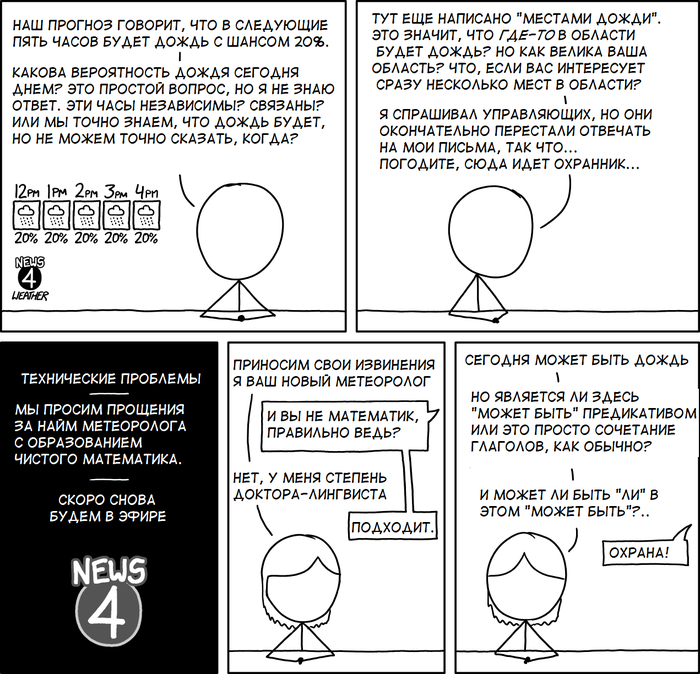 НАШ ПРОГНОЗ ГОВОРИТ, ЧТО В СЛЕДУЮЩИЕ
ПЯТЬ ЧАСОВ БУДЕТ ДОЖДЬ С ШАНСОМ 20%.
КАКОВА ВЕРОЯТНОСТЬ ДОЖДЯ СЕГОДНЯ
ДНЕМ? ЭТО ПРОСТОЙ ВОПРОС, НО Я НЕ ЗНАЮ
ОТВЕТ. ЭТИ ЧАСЫ НЕЗАВИСИМЫ? СВЯЗАНЫ?
ИЛИ МЫ ТОЧНО ЗНАЕМ, ЧТО ДОЖДЬ БУДЕТ,
НО НЕ МОЖЕМ ТОЧНО СКАЗАТЬ, КОГДА?
12PM 1PM 2PM 3PM 4PM
20% 20% 20% 20% 20%
NEWS
4
WEATHER
ТУТ ЕЩЕ НАПИСАНО "МЕСТАМИ ДОЖДИ".
ЭТО ЗНАЧИТ, ЧТО ГДЕ-ТО В ОБЛАСТИ
БУДЕТ ДОЖДЬ? НО КАК ВЕЛИКА ВАША
ОБЛАСТЬ? ЧТО, ЕСЛИ ВАС ИНТЕРЕСУЕТ
СРАЗУ НЕСКОЛЬКО МЕСТ В ОБЛАСТИ?
Я СПРАШИВАЛ УПРАВЛЯЮЩИХ, НО ОНИ
ОКОНЧАТЕЛЬНО ПЕРЕСТАЛИ ОТВЕЧАТЬ
НА МОИ ПИСЬМА, ТАК ЧТО...
ПОГОДИТЕ, СЮДА ИДЕТ ОХРАННИК...
ТЕХНИЧЕСКИЕ ПРОБЛЕМЫ
МЫ ПРОСИМ ПРОЩЕНИЯ
ЗА НАЙМ МЕТЕОРОЛОГА
С ОБРАЗОВАНИЕМ
ЧИСТОГО МАТЕМАТИКА.
СКОРО СНОВА
БУДЕМ В ЭФИРЕ
NEWS
4
ПРИНОСИМ СВОИ ИЗВИНЕНИЯ
Я ВАШ НОВЫЙ МЕТЕОРОЛОГ
И ВЫ НЕ МАТЕМАТИК,
ПРАВИЛЬНО ВЕДЬ?
НЕТ, У МЕНЯ СТЕПЕНЬ
ДОКТОРА-ЛИНГВИСТА
ПОДХОДИТ.
СЕГОДНЯ МОЖЕТ БЫТЬ ДОЖДЬ
НО ЯВЛЯЕТСЯ ЛИ ЗДЕСЬ
"МОЖЕТ БЫТЬ" ПРЕДИКАТИВОМ
ИЛИ ЭТО ПРОСТО СОЧЕТАНИЕ
ГЛАГОЛОВ, КАК ОБЫЧНО?
И МОЖЕТ ЛИ БЫТЬ "ЛИ" В
ЭТОМ "МОЖЕТ БЫТЬ"?..
ОХРАНА!